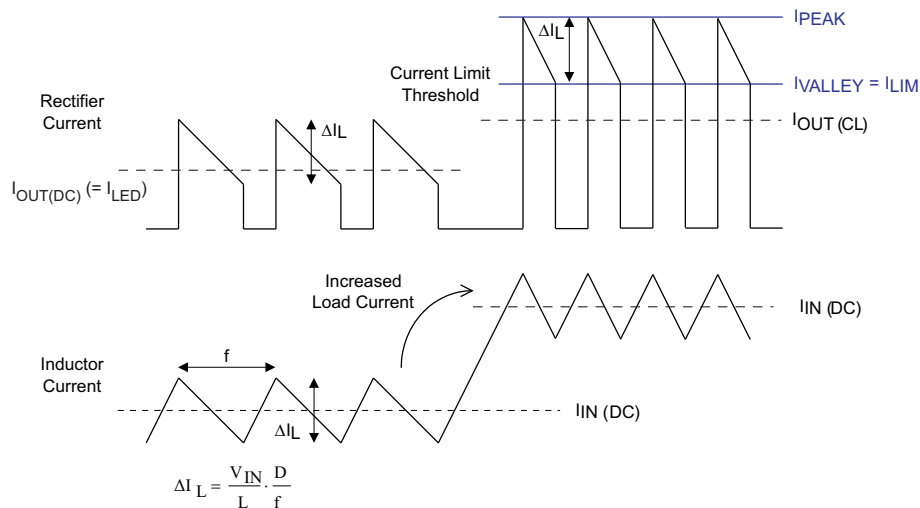 IPEAK
ΔIL
Current Limit
Threshold
IVALLEY = ILIM
Rectifier
Current
ΔIL
IOUT (CL)
IOUT(DC) (= ILED)
Increased
Load Current
IIN (DC)
f
Inductor
Current
ΔIL
IIN (DC)
ΔI L = VIN/L · D/f